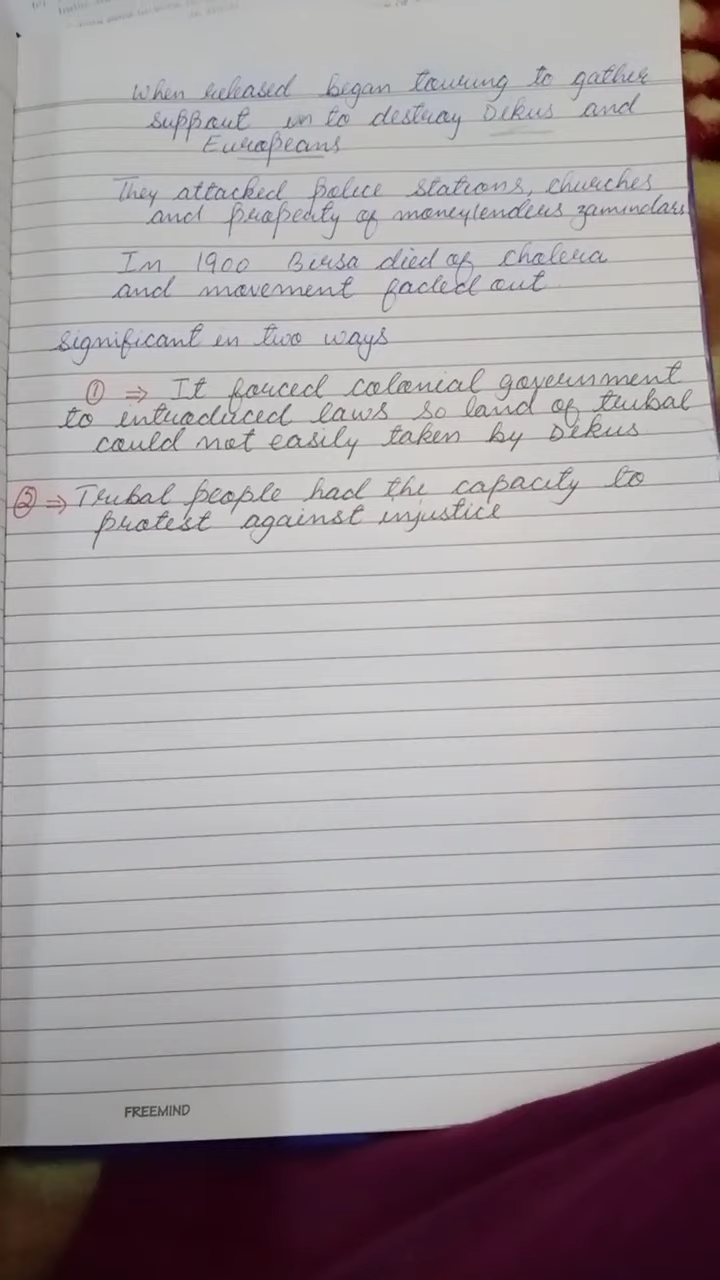 When released began touring to gather
support in to destroy Dikus and
Europeans
They attacked police stations, churches
and property of moneylenders zamindars
In 1900 Birsa died of cholera
and movement faded out
significant in two ways
① ⇒ It forced colonial government
to introduced laws so land of tribal
could not easily taken by Dikus
② ⇒ Tribal people had the capacity to
protest against injustice
FREEMIND